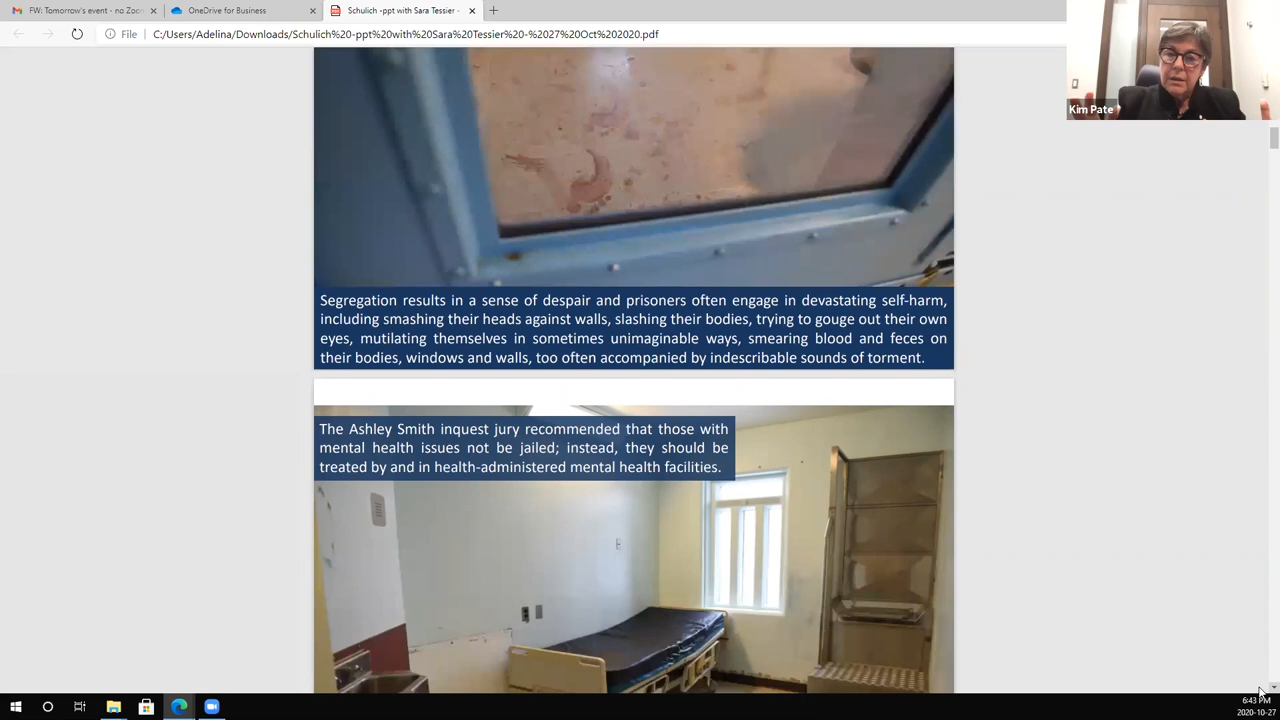 FW: Tomorrow's event - no Zoo
OneDrive for Business
Schulich -ppt with Sara Tessier -
File
C:/Users/Adelina/Downloads/Schulich%20-ppt%20with%20Sara%20Tessier%20-%2027%20Oct%202020.pdf
Kim Pate
Segregation results in a sense of despair and prisoners often engage in devastating self-harm,
including smashing their heads against walls, slashing their bodies, trying to gouge out their own
eyes, mutilating themselves in sometimes unimaginable ways, smearing blood and feces on
their bodies, windows and walls, too often accompanied by indescribable sounds of torment.
The Ashley Smith inquest jury recommended that those with
mental health issues not be jailed; instead, they should be
treated by and in health-administered mental health facilities.
6:43 PM
2020-10-27